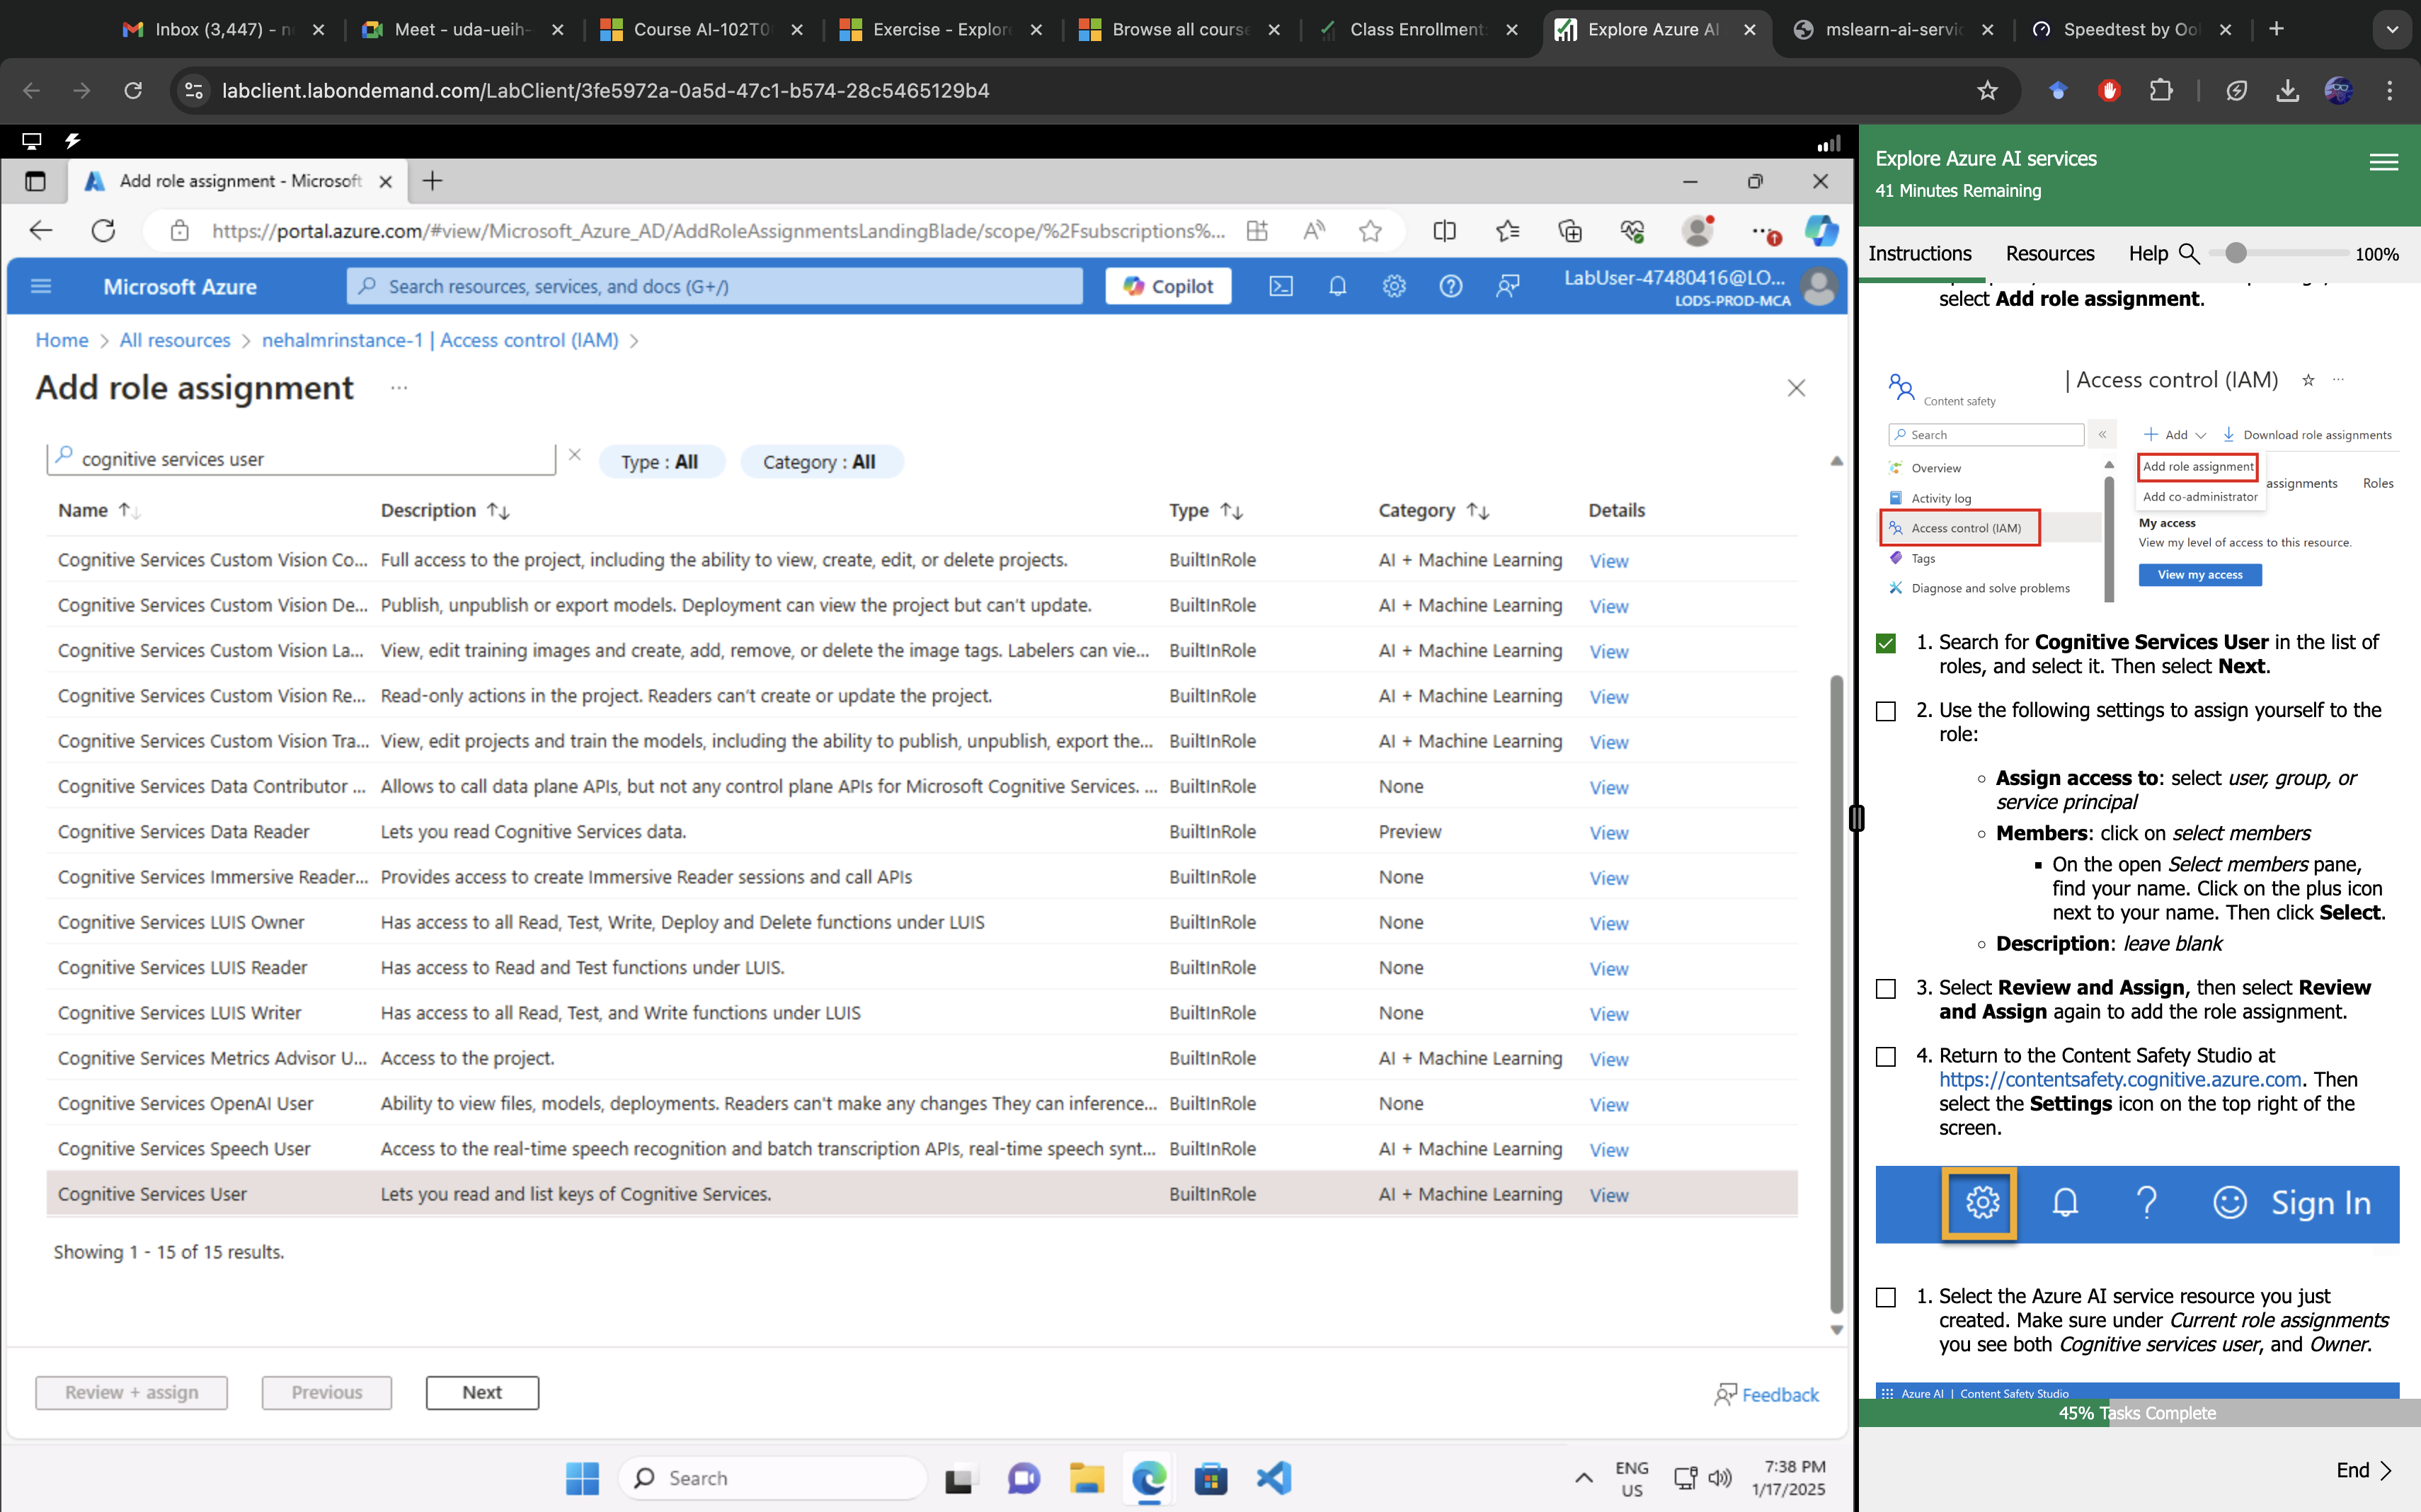 Inbox (3,447) - n
Meet - uda-ueih-
Course AI-102T0
Exercise - Explore
Browse all course
Class Enrollment
Explore Azure AI
mslearn-ai-servic
Speedtest by Ool
labclient.labondemand.com/LabClient/3fe5972a-0a5d-47c1-b574-28c5465129b4
Add role assignment - Microsoft
https://portal.azure.com/#view/Microsoft_Azure_AD/AddRoleAssignmentsLandingBlade/scope/%2Fsubscriptions%...
Microsoft Azure
Search resources, services, and docs (G+/)
Copilot
LabUser-47480416@LO...
LODS-PROD-MCA
Home > All resources > nehalmrinstance-1 | Access control (IAM) >
Add role assignment ...
cognitive services user
Type : All
Category : All
Name Description Type Category Details
Cognitive Services Custom Vision Co... Full access to the project, including the ability to view, create, edit, or delete projects. BuiltInRole AI + Machine Learning View
Cognitive Services Custom Vision De... Publish, unpublish or export models. Deployment can view the project but can't update. BuiltInRole AI + Machine Learning View
Cognitive Services Custom Vision La... View, edit training images and create, add, remove, or delete the image tags. Labelers can vie... BuiltInRole AI + Machine Learning View
Cognitive Services Custom Vision Re... Read-only actions in the project. Readers can't create or update the project. BuiltInRole AI + Machine Learning View
Cognitive Services Custom Vision Tra... View, edit projects and train the models, including the ability to publish, unpublish, export the... BuiltInRole AI + Machine Learning View
Cognitive Services Data Contributor ... Allows to call data plane APIs, but not any control plane APIs for Microsoft Cognitive Services. ... BuiltInRole None View
Cognitive Services Data Reader Lets you read Cognitive Services data. BuiltInRole Preview View
Cognitive Services Immersive Reader... Provides access to create Immersive Reader sessions and call APIs BuiltInRole None View
Cognitive Services LUIS Owner Has access to all Read, Test, Write, Deploy and Delete functions under LUIS BuiltInRole None View
Cognitive Services LUIS Reader Has access to Read and Test functions under LUIS. BuiltInRole None View
Cognitive Services LUIS Writer Has access to all Read, Test, and Write functions under LUIS BuiltInRole None View
Cognitive Services Metrics Advisor U... Access to the project. BuiltInRole AI + Machine Learning View
Cognitive Services OpenAI User Ability to view files, models, deployments. Readers can't make any changes They can inference... BuiltInRole None View
Cognitive Services Speech User Access to the real-time speech recognition and batch transcription APIs, real-time speech synt... BuiltInRole AI + Machine Learning View
Cognitive Services User Lets you read and list keys of Cognitive Services. BuiltInRole AI + Machine Learning View
Showing 1 - 15 of 15 results.
Review + assign
Previous
Next
Feedback
Search
ENG
US
7:38 PM
1/17/2025
Explore Azure AI services
41 Minutes Remaining
Instructions Resources Help 100%
select Add role assignment.
| Access control (IAM) ☆ ...
Content safety
Search
«
+ Add
Download role assignments
Overview
Add role assignment
assignments Roles
Activity log
Add co-administrator
Access control (IAM)
My access
View my level of access to this resource.
Tags
View my access
Diagnose and solve problems
1. Search for Cognitive Services User in the list of
roles, and select it. Then select Next.
2. Use the following settings to assign yourself to the
role:
Assign access to: select user, group, or
service principal
Members: click on select members
On the open Select members pane,
find your name. Click on the plus icon
next to your name. Then click Select.
Description: leave blank
3. Select Review and Assign, then select Review
and Assign again to add the role assignment.
4. Return to the Content Safety Studio at
https://contentsafety.cognitive.azure.com. Then
select the Settings icon on the top right of the
screen.
Sign In
1. Select the Azure AI service resource you just
created. Make sure under Current role assignments
you see both Cognitive services user, and Owner.
Azure AI | Content Safety Studio
45% Tasks Complete
End >